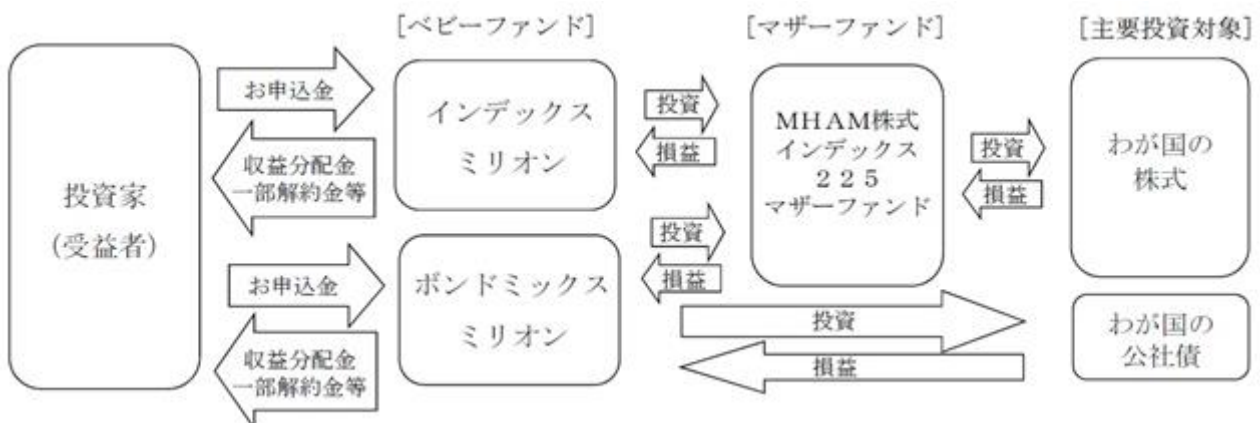 [ベビーファンド]
[マザーファンド]
[主要投資対象]
投資家
(受益者)
お申込金
収益分配金
一部解約金等
インデックス
ミリオン
投資
損益
お申込金
収益分配金
一部解約金等
ボンドミックス
ミリオン
投資
損益
MHAM株式
インデックス
225
マザーファンド
投資
損益
わが国の
株式
投資
損益
わが国の
公社債